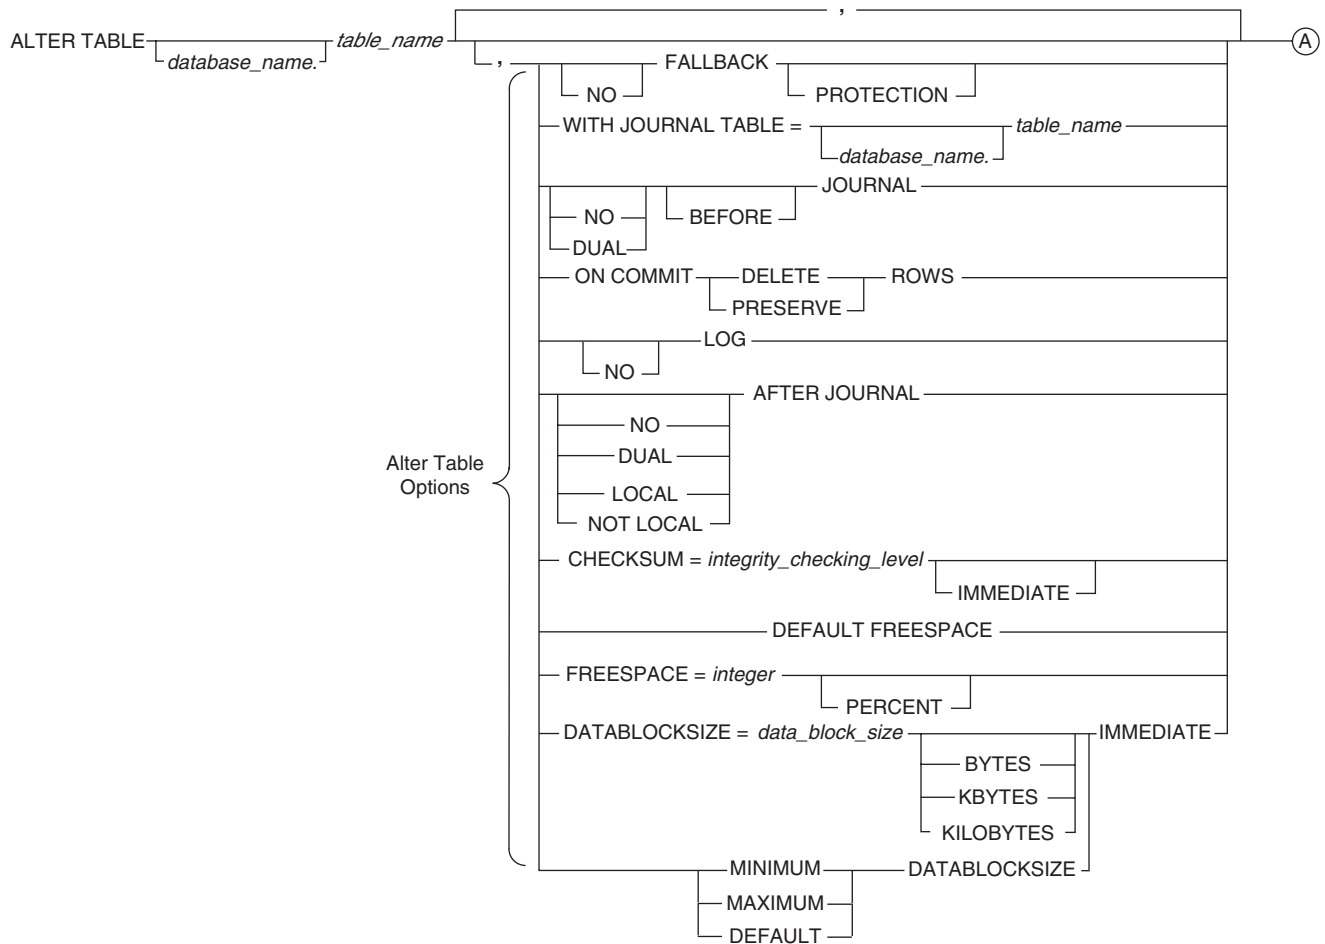 ,
ALTER TABLE database_name. table_name A
, NO FALLBACK PROTECTION
WITH JOURNAL TABLE = database_name. table_name
NO DUAL BEFORE JOURNAL
ON COMMIT DELETE PRESERVE ROWS
NO LOG
AFTER JOURNAL
NO
DUAL
LOCAL
NOT LOCAL
Alter Table
Options
CHECKSUM = integrity_checking_level IMMEDIATE
DEFAULT FREESPACE
FREESPACE = integer PERCENT
DATABLOCKSIZE = data_block_size IMMEDIATE
BYTES
KBYTES
KILOBYTES
MINIMUM DATABLOCKSIZE
MAXIMUM
DEFAULT